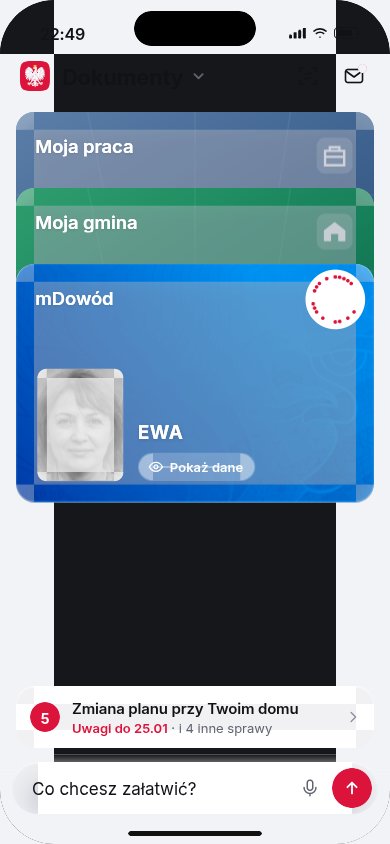 22:49
Dokumenty
Moja praca
Moja gmina
mDowód
EWA
Pokaż dane
5
Zmiana planu przy Twoim domu
Uwagi do 25.01 · i 4 inne sprawy
Co chcesz załatwić?